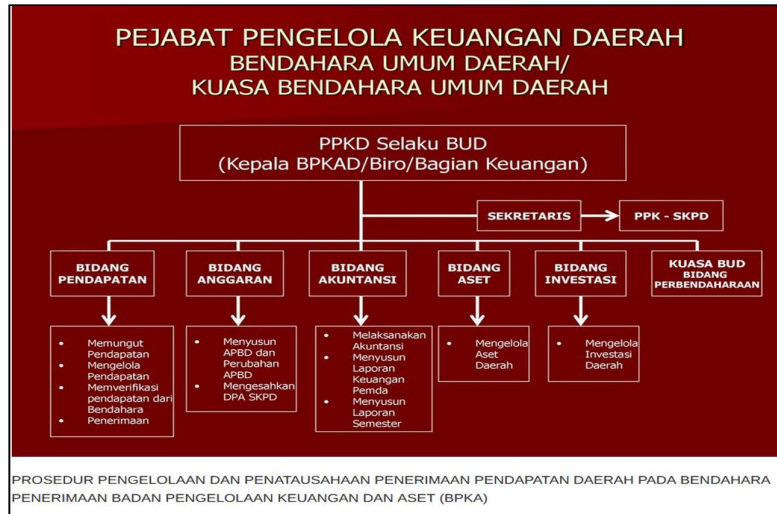 PEJABAT PENGELOLA KEUANGAN DAERAH
BENDAHARA UMUM DAERAH/
KUASA BENDAHARA UMUM DAERAH
PPKD Selaku BUD
(Kepala BPKAD/Biro/Bagian Keuangan)
SEKRETARIS
PPK - SKPD
BIDANG
PENDAPATAN
BIDANG
ANGGARAN
BIDANG
AKUNTANSI
BIDANG
ASET
BIDANG
INVESTASI
KUASA BUD
BIDANG
PERBENDAHARAAN
• Memungut
Pendapatan
• Mengelola
Pendapatan
• Memverifikasi
pendapatan dari
Bendahara
• Penerimaan
• Menyusun
APBD dan
Perubahan
APBD
• Mengesahkan
DPA SKPD
• Melaksanakan
Akuntansi
• Menyusun
Laporan
Keuangan
Pemda
• Menyusun
Laporan
Semester
• Mengelola
Aset
Daerah
• Mengelola
Investasi
Daerah
PROSEDUR PENGELOLAAN DAN PENATAUSAHAAN PENERIMAAN PENDAPATAN DAERAH PADA BENDAHARA
PENERIMAAN BADAN PENGELOLAAN KEUANGAN DAN ASET (BPKA)